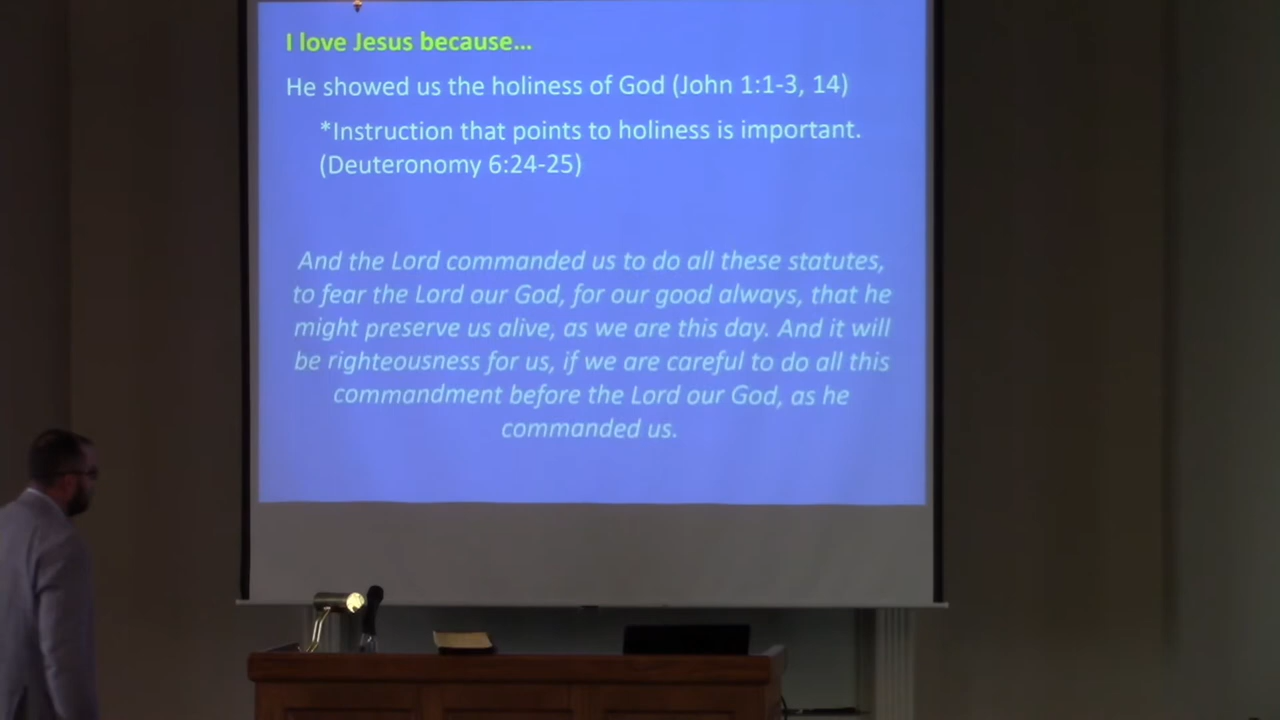 I love Jesus because...
He showed us the holiness of God (John 1:1-3, 14)
*Instruction that points to holiness is important.
(Deuteronomy 6:24-25)
And the Lord commanded us to do all these statutes,
to fear the Lord our God, for our good always, that he
might preserve us alive, as we are this day. And it will
be righteousness for us, if we are careful to do all this
commandment before the Lord our God, as he
commanded us.